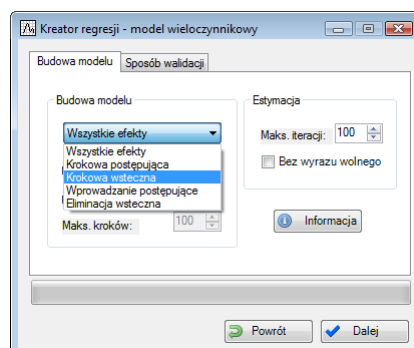 Kreator regresji - model wieloczynnikowy
Budowa modelu
Sposób walidacji
Budowa modelu
Estymacja
Wszystkie efekty
Maks. iteracji: 100
Wszystkie efekty
Krokowa postępująca
Bez wyrazu wolnego
Krokowa wsteczna
Wprowadzanie postępujące
Eliminacja wsteczna
Maks. kroków: 100
Informacja
Powrót
Dalej